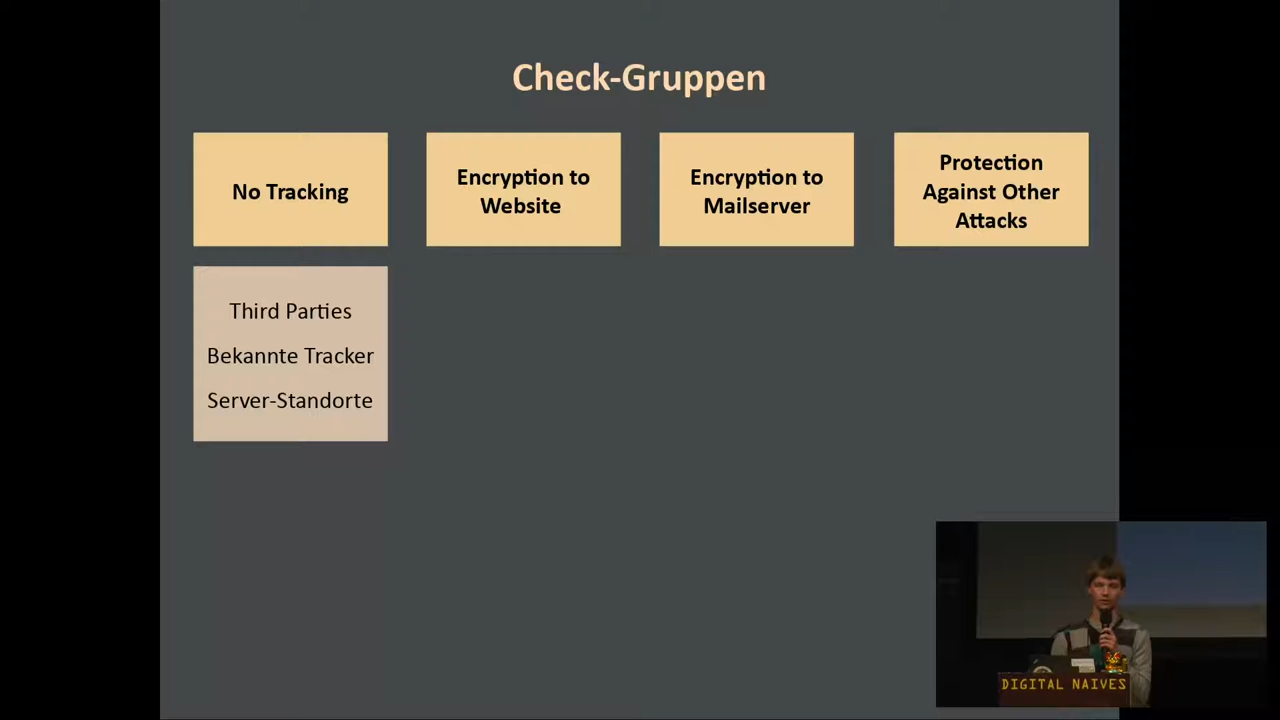 Check-Gruppen
No Tracking
Encryption to
Website
Encryption to
Mailserver
Protection
Against Other
Attacks
Third Parties
Bekannte Tracker
Server-Standorte
DIGITAL NAIVES